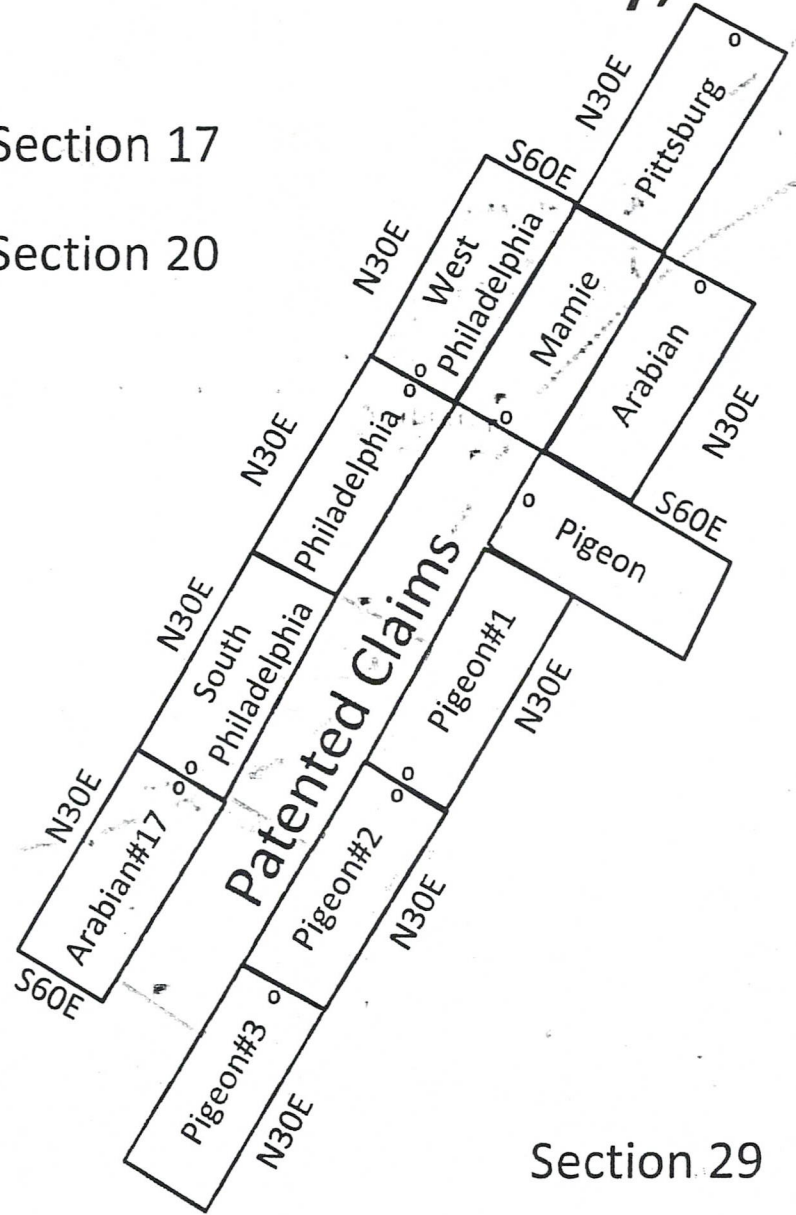 Section 17
Section 20
N30E
Pittsburg
S60E
N30E
West
Philadelphia
Mamie
Arabian
N30E
N30E
Philadelphia
S60E
Pigeon
N30E
South
Philadelphia
Patented Claims
Pigeon#1
N30E
N30E
Arabian#17
S60E
Pigeon#2
N30E
Pigeon#3
N30E
Section 29